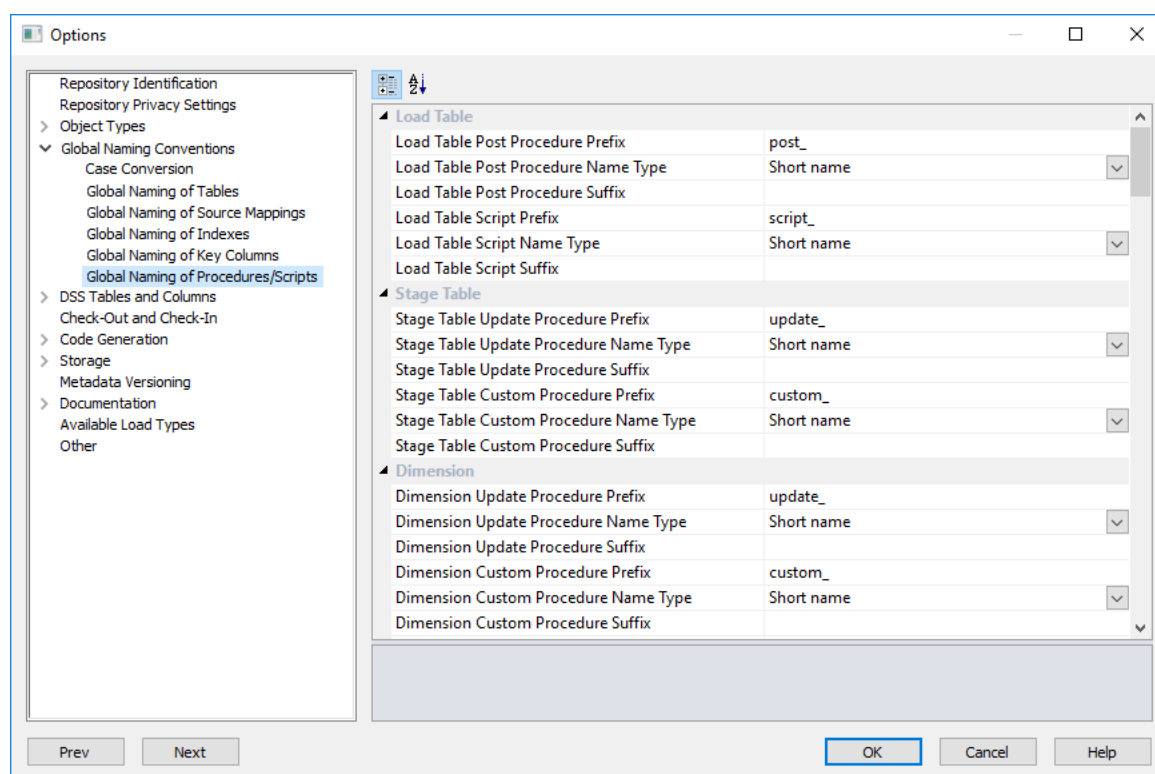 Options
Repository Identification
Repository Privacy Settings
Object Types
Global Naming Conventions
Case Conversion
Global Naming of Tables
Global Naming of Source Mappings
Global Naming of Indexes
Global Naming of Key Columns
Global Naming of Procedures/Scripts
DSS Tables and Columns
Check-Out and Check-In
Code Generation
Storage
Metadata Versioning
Documentation
Available Load Types
Other
A Z
Load Table
Load Table Post Procedure Prefix post_
Load Table Post Procedure Name Type Short name
Load Table Post Procedure Suffix
Load Table Script Prefix script_
Load Table Script Name Type Short name
Load Table Script Suffix
Stage Table
Stage Table Update Procedure Prefix update_
Stage Table Update Procedure Name Type Short name
Stage Table Update Procedure Suffix
Stage Table Custom Procedure Prefix custom_
Stage Table Custom Procedure Name Type Short name
Stage Table Custom Procedure Suffix
Dimension
Dimension Update Procedure Prefix update_
Dimension Update Procedure Name Type Short name
Dimension Update Procedure Suffix
Dimension Custom Procedure Prefix custom_
Dimension Custom Procedure Name Type Short name
Dimension Custom Procedure Suffix
Prev Next OK Cancel Help